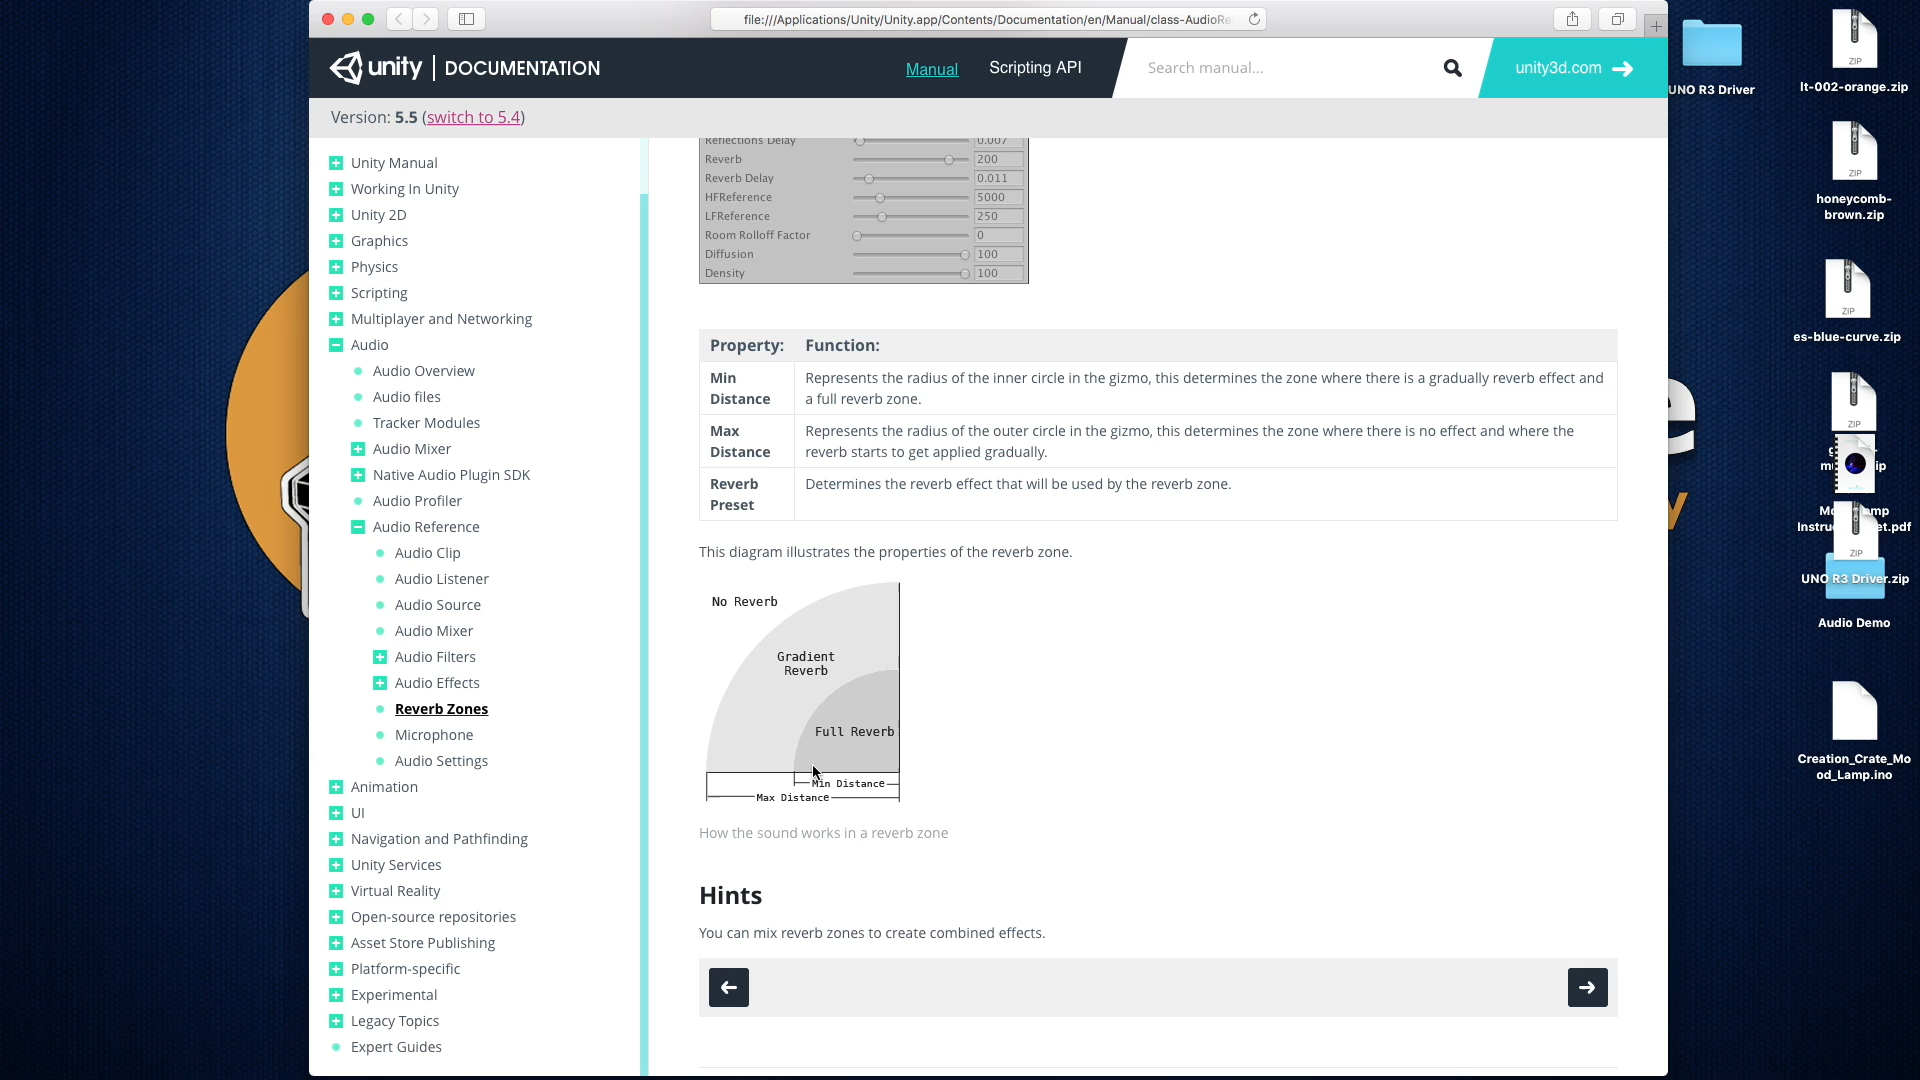 file:///Applications/Unity/Unity.app/Contents/Documentation/en/Manual/class-AudioRe
unity | DOCUMENTATION
Manual
Scripting API
Search manual...
unity3d.com
Version: 5.5 (switch to 5.4)
Unity Manual
Working In Unity
Unity 2D
Graphics
Physics
Scripting
Multiplayer and Networking
Audio
Audio Overview
Audio files
Tracker Modules
Audio Mixer
Native Audio Plugin SDK
Audio Profiler
Audio Reference
Audio Clip
Audio Listener
Audio Source
Audio Mixer
Audio Filters
Audio Effects
Reverb Zones
Microphone
Audio Settings
Animation
UI
Navigation and Pathfinding
Unity Services
Virtual Reality
Open-source repositories
Asset Store Publishing
Platform-specific
Experimental
Legacy Topics
Expert Guides
Reflections Delay 0.007
Reverb 200
Reverb Delay 0.011
HFReference 5000
LFReference 250
Room Rolloff Factor 0
Diffusion 100
Density 100
Property: Function:
Min Distance
Represents the radius of the inner circle in the gizmo, this determines the zone where there is a gradually reverb effect and
a full reverb zone.
Max Distance
Represents the radius of the outer circle in the gizmo, this determines the zone where there is no effect and where the
reverb starts to get applied gradually.
Reverb Preset
Determines the reverb effect that will be used by the reverb zone.
This diagram illustrates the properties of the reverb zone.
No Reverb
Gradient
Reverb
Full Reverb
Min Distance
Max Distance
How the sound works in a reverb zone
Hints
You can mix reverb zones to create combined effects.
UNO R3 Driver
ZIP
lt-002-orange.zip
ZIP
honeycomb-
brown.zip
ZIP
es-blue-curve.zip
ZIP
ZIP
UNO R3 Driver.zip
Audio Demo
Creation_Crate_Mo
od_Lamp.ino